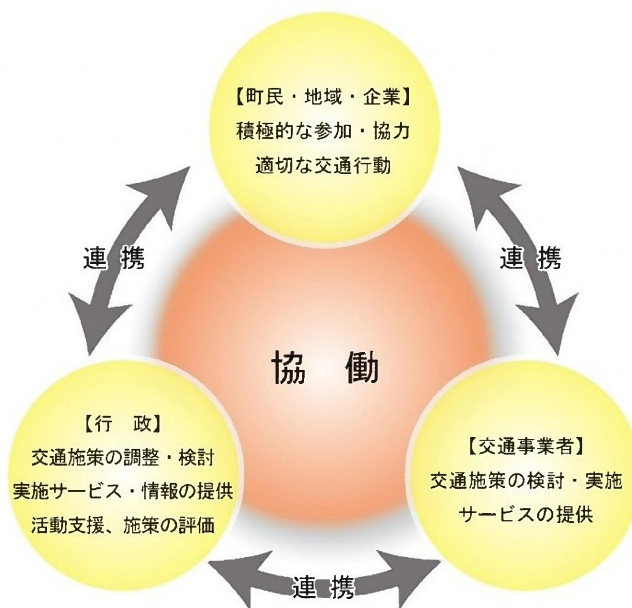 【町民・地域・企業】
積極的な参加・協力
適切な交通行動
連携
連携
協働
【行　政】
交通施策の調整・検討
実施サービス・情報の提供
活動支援、施策の評価
【交通事業者】
交通施策の検討・実施
サービスの提供
連携